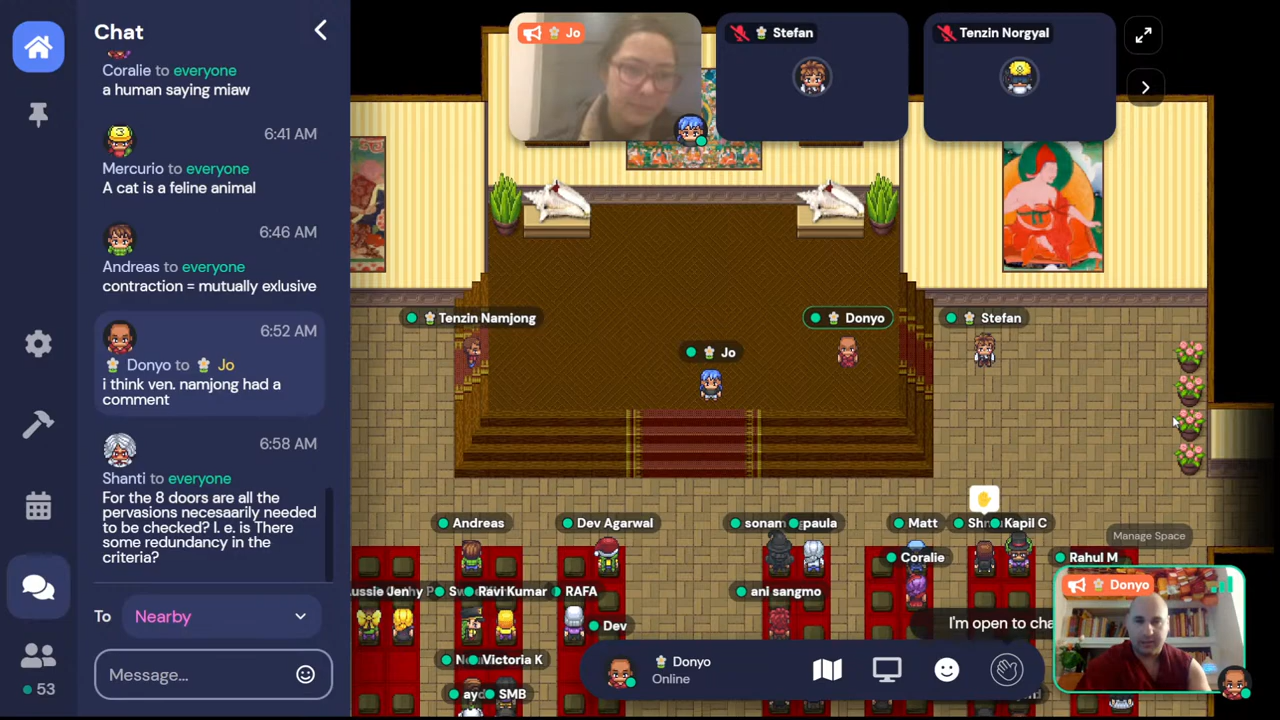 Chat
Coralie to everyone
a human saying miaw
6:41 AM
Mercurio to everyone
A cat is a feline animal
6:46 AM
Andreas to everyone
contraction = mutually exlusive
6:52 AM
Donyo to Jo
i think ven. namjong had a
comment
6:58 AM
Shanti to everyone
For the 8 doors are all the
pervasions necesaarily needed
to be checked? I. e. is There
some redundancy in the
criteria?
To Nearby
Message...
53
Jo
Stefan
Tenzin Norgyal
Tenzin Namjong
Donyo
Stefan
Jo
Andreas
Dev Agarwal
sonam
paula
Matt
Kapil C
Manage Space
Coralie
Rahul M
Ravi Kumar
RAFA
ani sangmo
Donyo
Dev
I'm open to cha
Victoria K
SMB
Donyo
Online